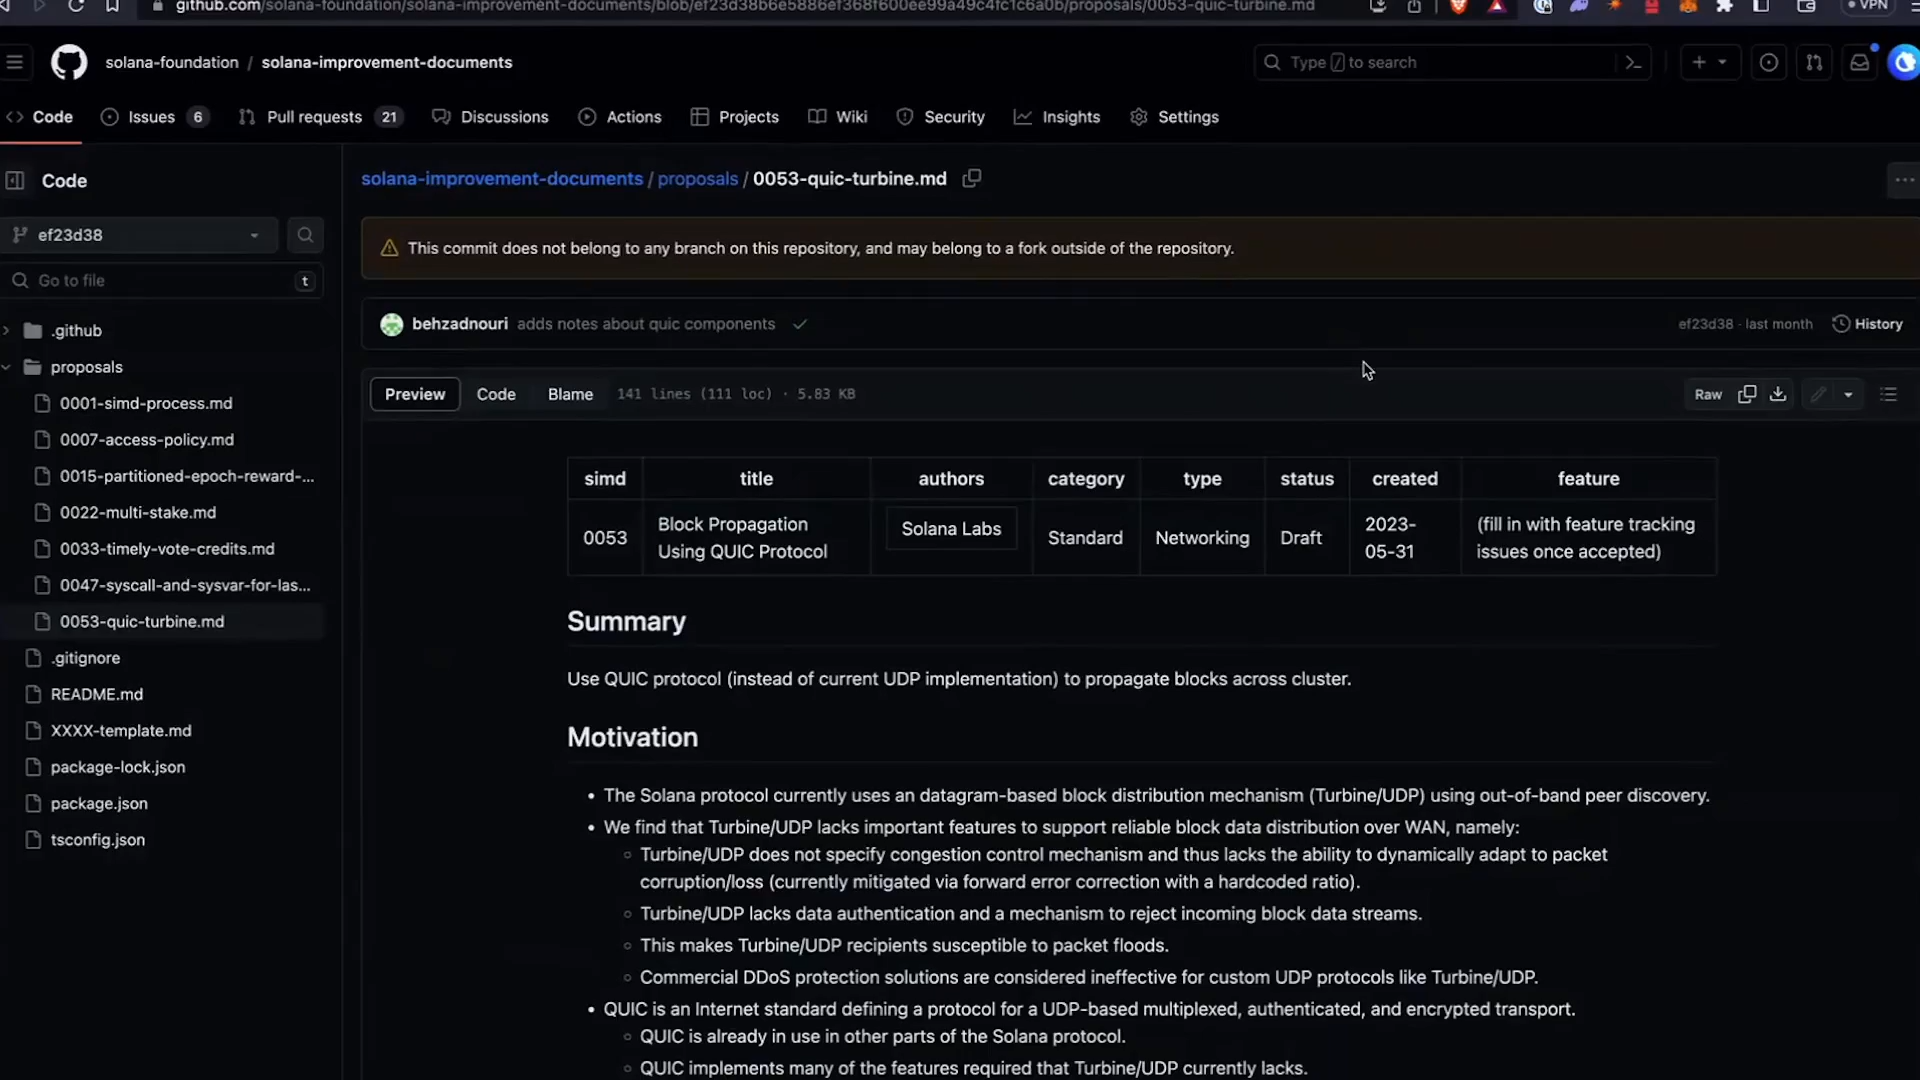 github.com/solana-foundation/solana-improvement-documents/blob/ef23d38b6e5886ef368f600ee99a49c4fc1c6a0b/proposals/0053-quic-turbine.md
VPN
solana-foundation / solana-improvement-documents
Type / to search
Code
Issues 6
Pull requests 21
Discussions
Actions
Projects
Wiki
Security
Insights
Settings
Code
ef23d38
Go to file
t
.github
proposals
0001-simd-process.md
0007-access-policy.md
0015-partitioned-epoch-reward-...
0022-multi-stake.md
0033-timely-vote-credits.md
0047-syscall-and-sysvar-for-las...
0053-quic-turbine.md
.gitignore
README.md
XXXX-template.md
package-lock.json
package.json
tsconfig.json
solana-improvement-documents / proposals / 0053-quic-turbine.md
This commit does not belong to any branch on this repository, and may belong to a fork outside of the repository.
behzadnouri adds notes about quic components
ef23d38 · last month
History
Preview
Code
Blame
141 lines (111 loc) · 5.83 KB
Raw
simd title authors category type status created feature
0053
Block Propagation
Using QUIC Protocol
Solana Labs
Standard
Networking
Draft
2023-
05-31
(fill in with feature tracking
issues once accepted)
Summary
Use QUIC protocol (instead of current UDP implementation) to propagate blocks across cluster.
Motivation
• The Solana protocol currently uses an datagram-based block distribution mechanism (Turbine/UDP) using out-of-band peer discovery.
• We find that Turbine/UDP lacks important features to support reliable block data distribution over WAN, namely:
◦ Turbine/UDP does not specify congestion control mechanism and thus lacks the ability to dynamically adapt to packet
corruption/loss (currently mitigated via forward error correction with a hardcoded ratio).
◦ Turbine/UDP lacks data authentication and a mechanism to reject incoming block data streams.
◦ This makes Turbine/UDP recipients susceptible to packet floods.
◦ Commercial DDoS protection solutions are considered ineffective for custom UDP protocols like Turbine/UDP.
• QUIC is an Internet standard defining a protocol for a UDP-based multiplexed, authenticated, and encrypted transport.
◦ QUIC is already in use in other parts of the Solana protocol.
◦ QUIC implements many of the features required that Turbine/UDP currently lacks.